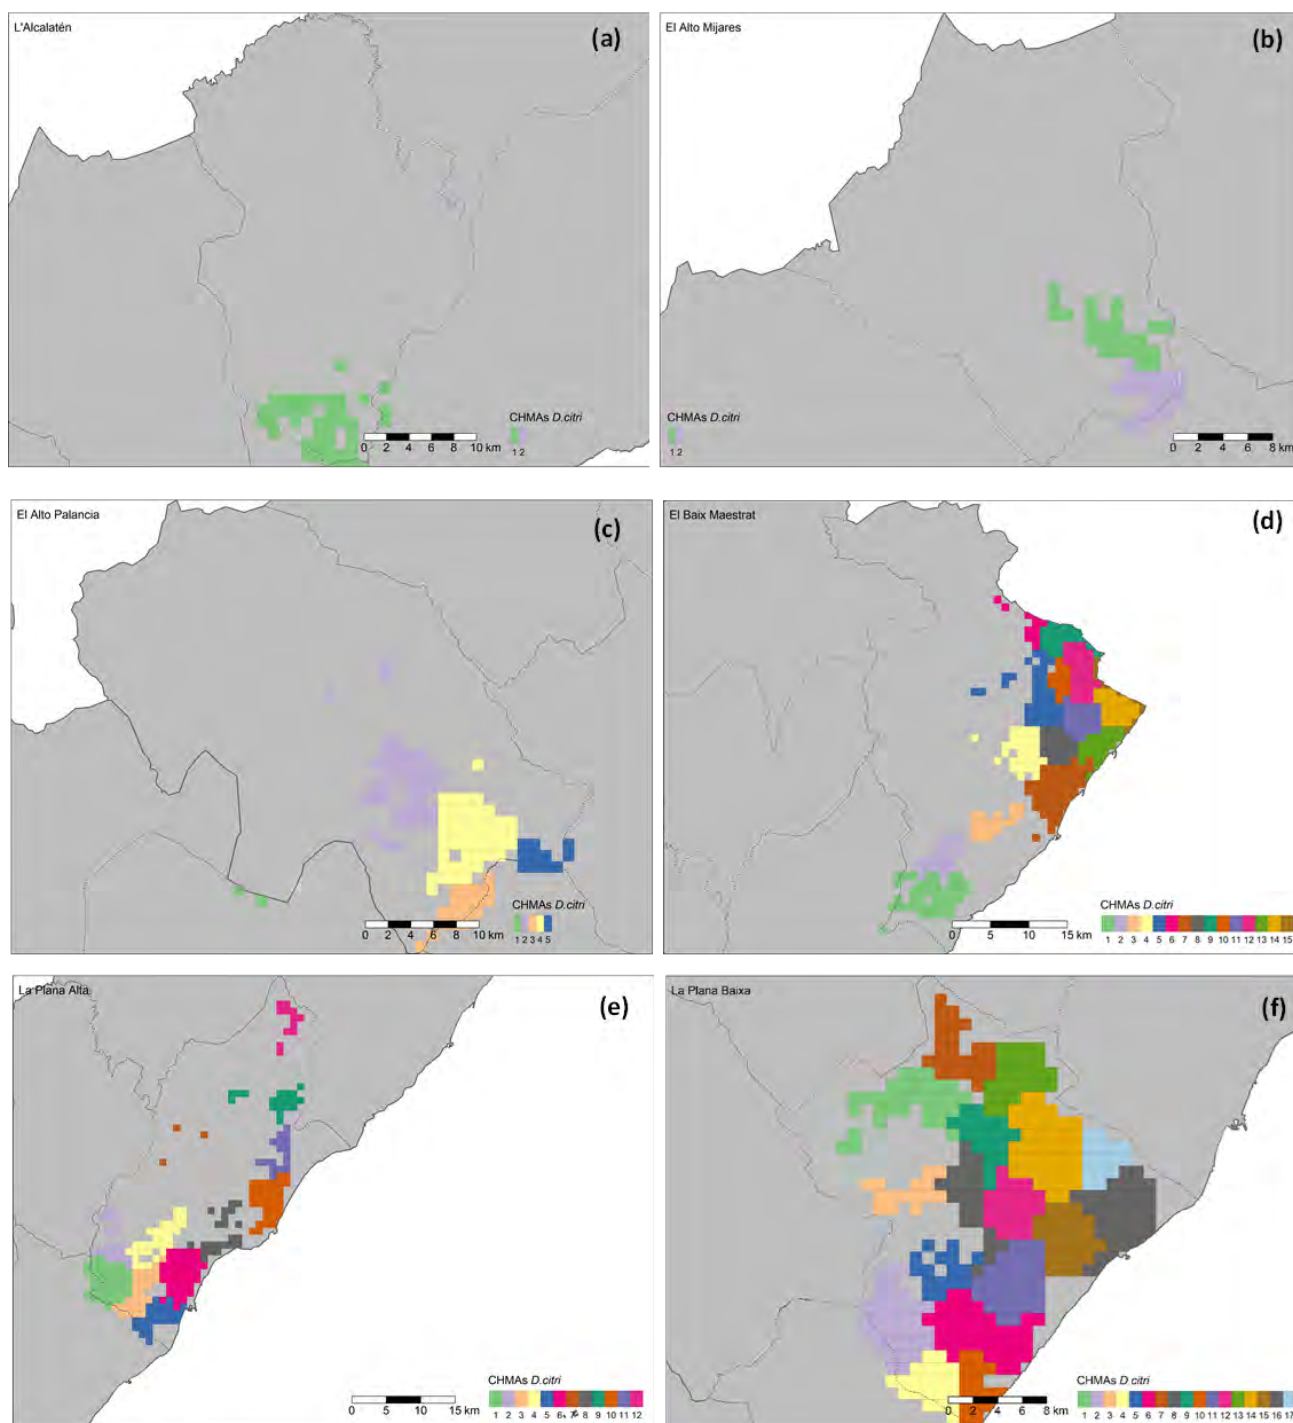 L'Alcalatén
(a)
CHMAs D.citri
0 2 4 6 8 10 km
1 2
El Alto Mijares
(b)
CHMAs D.citri
1 2
0 2 4 6 8 km
El Alto Palancia
(c)
CHMAs D.citri
0 2 4 6 8 10 km
1 2 3 4 5
El Baix Maestrat
(d)
CHMAs D.citri
0 5 10 15 km
1 2 3 4 5 6 7 8 9 10 11 12 13 14 15
La Plana Alta
(e)
CHMAs D.citri
0 5 10 15 km
1 2 3 4 5 6 7 8 9 10 11 12
La Plana Baixa
(f)
CHMAs D.citri
0 2 4 6 8 km
1 2 3 4 5 6 7 8 9 10 11 12 13 14 15 16 17